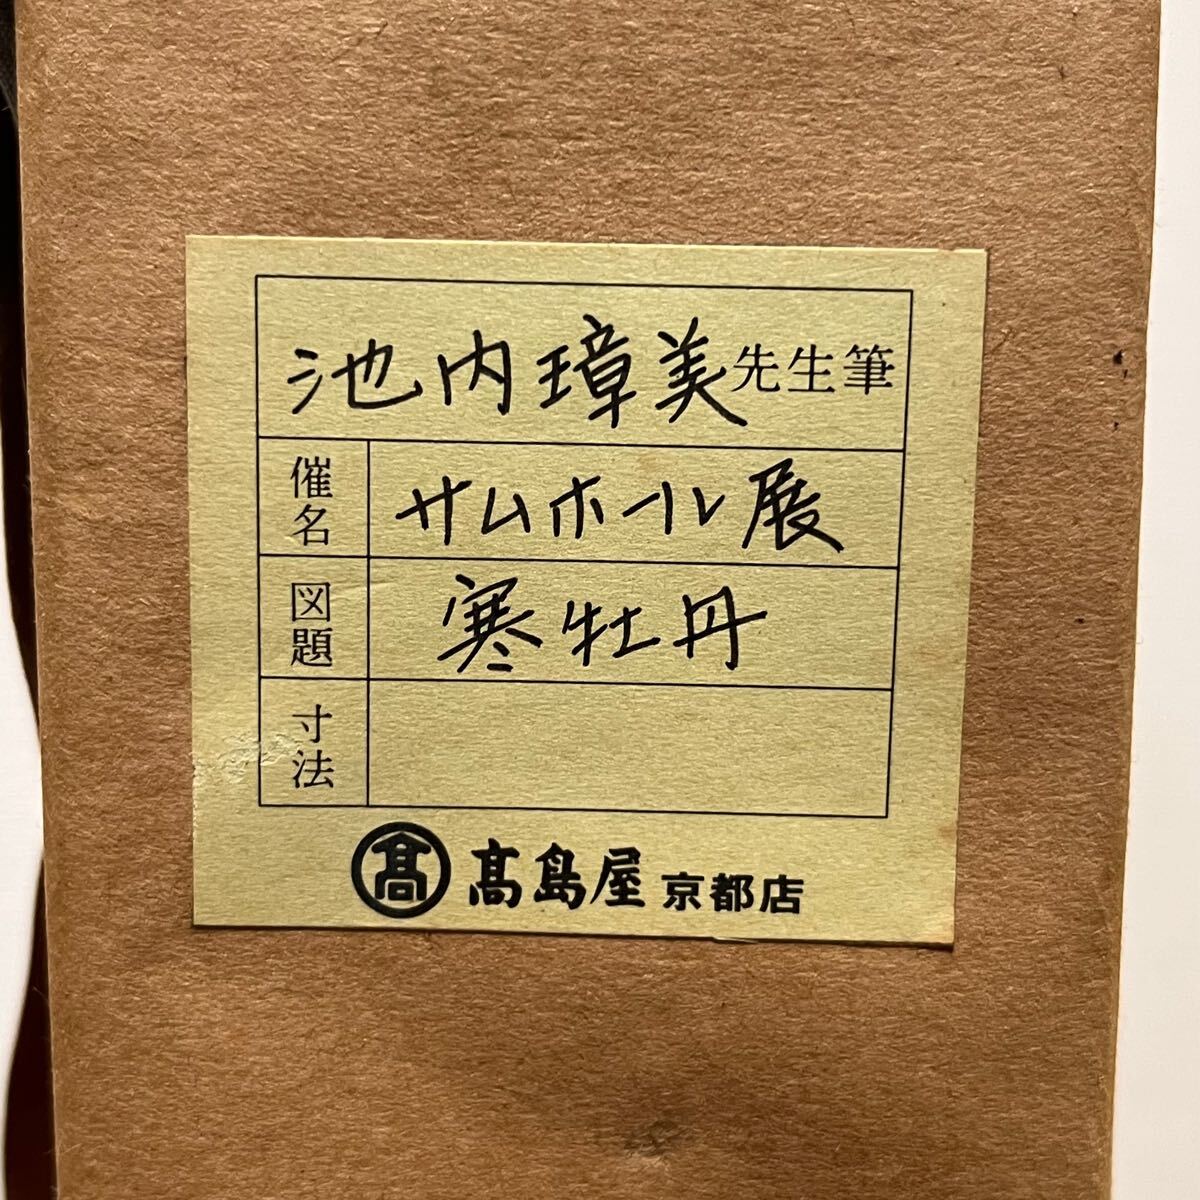 池内璋美先生筆
催名 サムホール展
図題 寒牡丹
寸法
髙 髙島屋 京都店